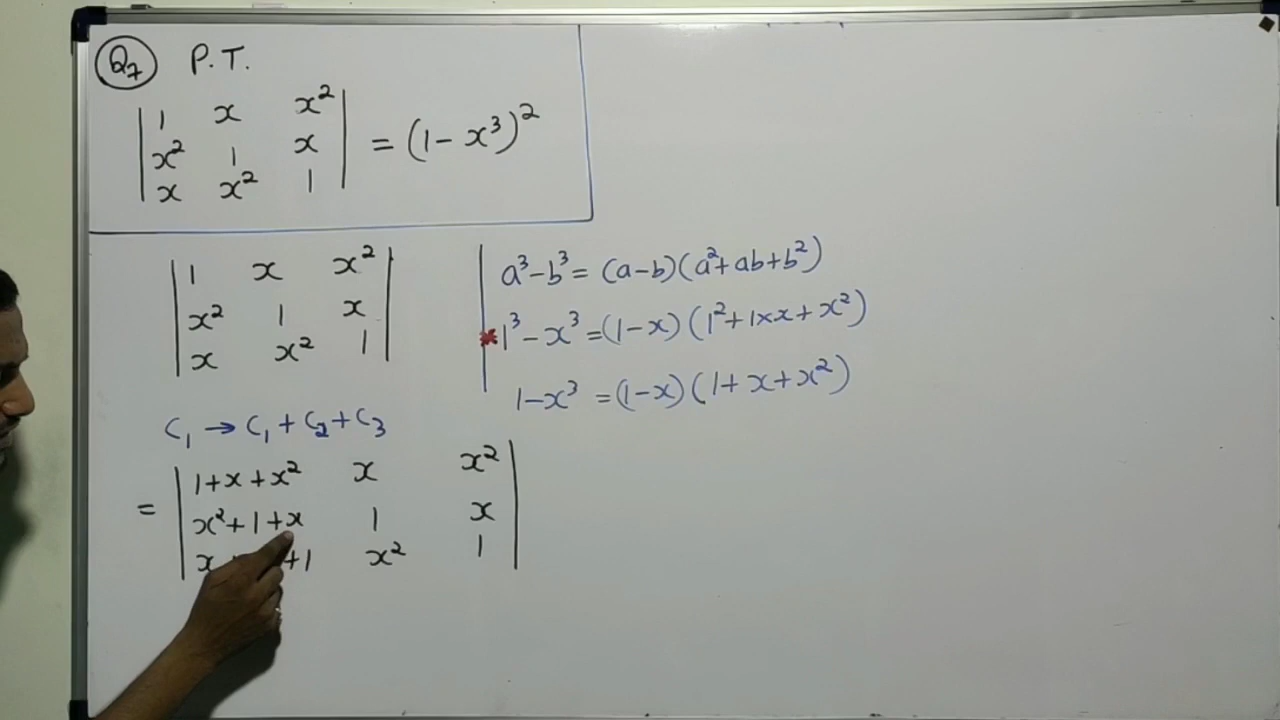 Q7 P.T.
| 1 x x² |
| x² 1 x | = (1 - x³)²
| x x² 1 |
| 1 x x² |
| x² 1 x |
| x x² 1 |
C₁ → C₁ + C₂ + C₃
= | 1+x+x² x x² |
| x²+1+x 1 x |
| x +1 x² 1 |
a³-b³ = (a-b)(a²+ab+b²)
1³-x³ = (1-x)(1²+1×x+x²)
1-x³ = (1-x)(1+x+x²)